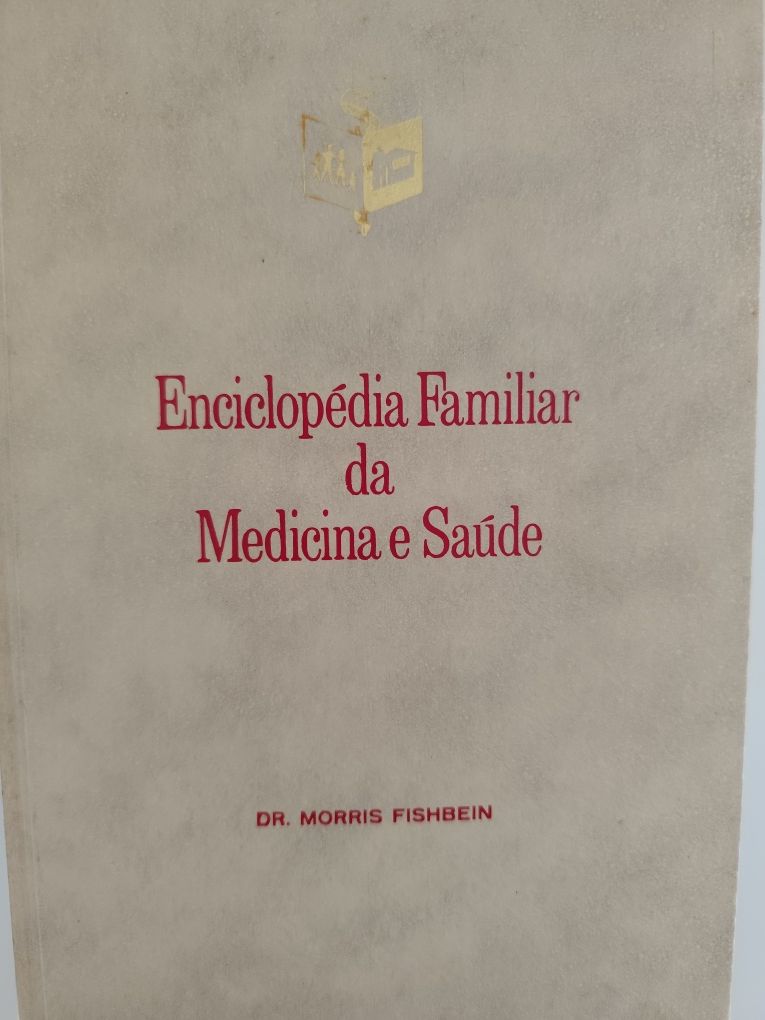 Enciclopédia Familiar
da
Medicina e Saúde
DR. MORRIS FISHBEIN